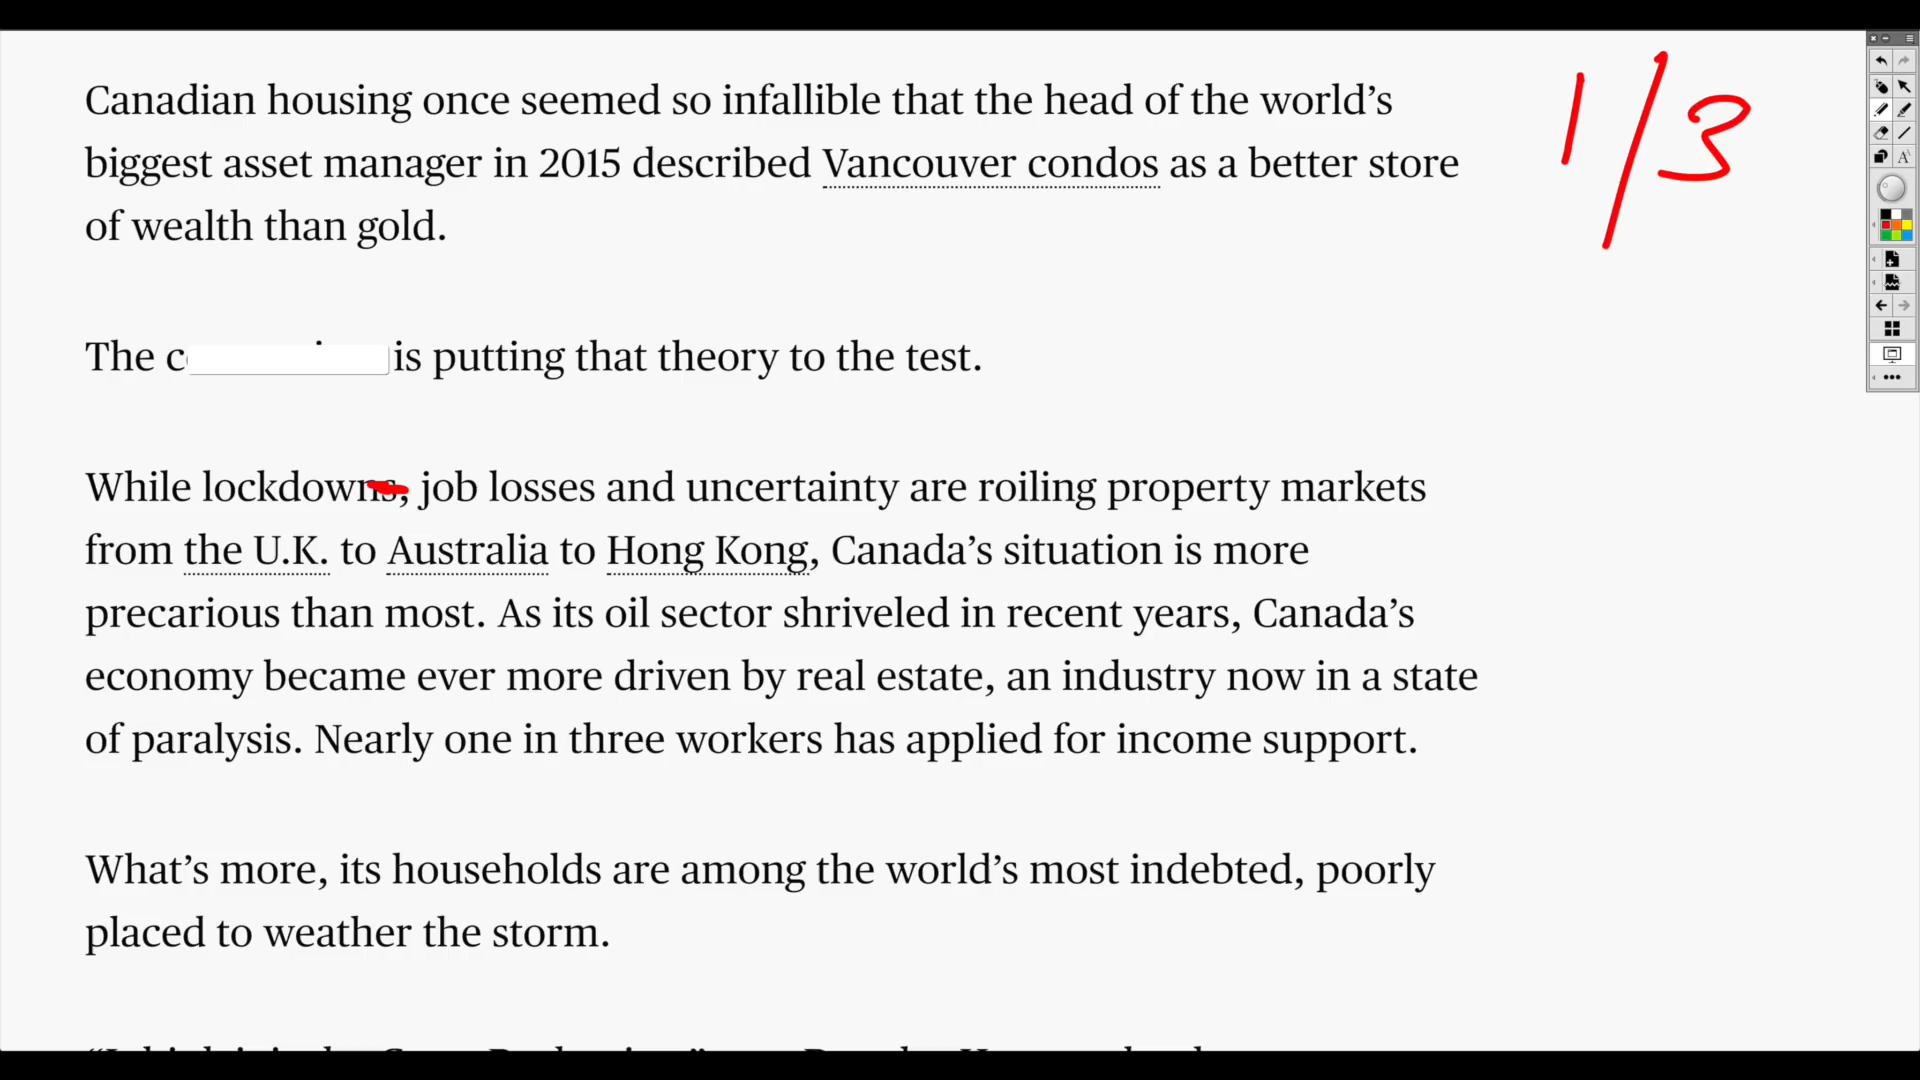 Canadian housing once seemed so infallible that the head of the world’s
biggest asset manager in 2015 described Vancouver condos as a better store
of wealth than gold.
1/3
The is putting that theory to the test.
While lockdowns, job losses and uncertainty are roiling property markets
from the U.K. to Australia to Hong Kong, Canada’s situation is more
precarious than most. As its oil sector shriveled in recent years, Canada’s
economy became ever more driven by real estate, an industry now in a state
of paralysis. Nearly one in three workers has applied for income support.
What’s more, its households are among the world’s most indebted, poorly
placed to weather the storm.